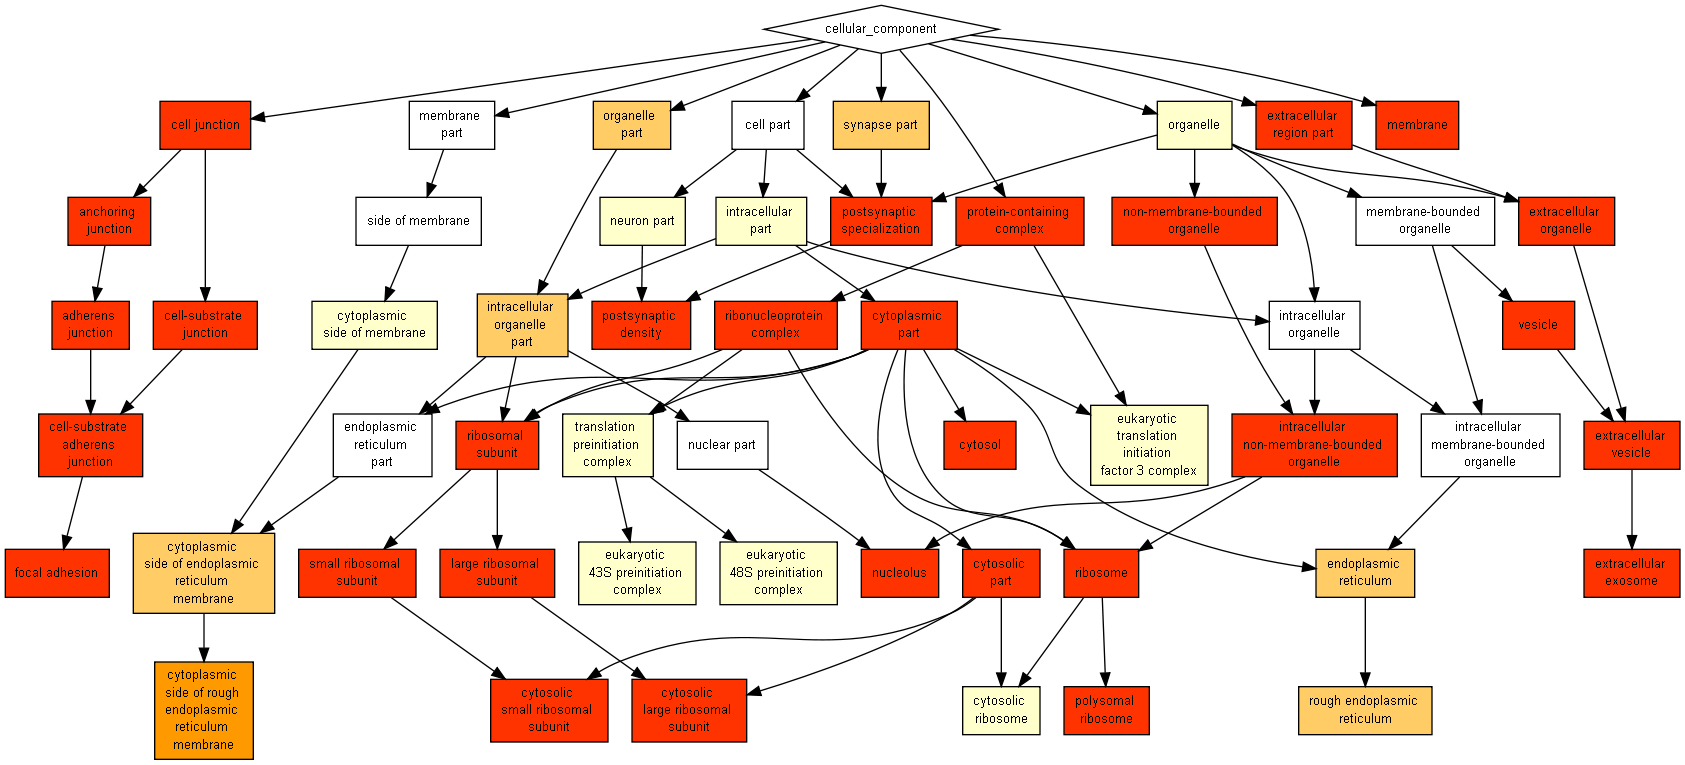 cellular_component
cell junction
membrane
part
organelle
part
cell part
synapse part
organelle
extracellular
region part
membrane
anchoring
junction
side of membrane
neuron part
intracellular
part
postsynaptic
specialization
protein-containing
complex
non-membrane-bounded
organelle
membrane-bounded
organelle
extracellular
organelle
adherens
junction
cell-substrate
junction
cytoplasmic
side of membrane
intracellular
organelle
part
postsynaptic
density
ribonucleoprotein
complex
cytoplasmic
part
intracellular
organelle
vesicle
cell-substrate
adherens
junction
endoplasmic
reticulum
part
ribosomal
subunit
translation
preinitiation
complex
nuclear part
cytosol
eukaryotic
translation
initiation
factor 3 complex
intracellular
non-membrane-bounded
organelle
intracellular
membrane-bounded
organelle
extracellular
vesicle
focal adhesion
cytoplasmic
side of endoplasmic
reticulum
membrane
small ribosomal
subunit
large ribosomal
subunit
eukaryotic
43S preinitiation
complex
eukaryotic
48S preinitiation
complex
nucleolus
cytosolic
part
ribosome
endoplasmic
reticulum
extracellular
exosome
cytoplasmic
side of rough
endoplasmic
reticulum
membrane
cytosolic
small ribosomal
subunit
cytosolic
large ribosomal
subunit
cytosolic
ribosome
polysomal
ribosome
rough endoplasmic
reticulum